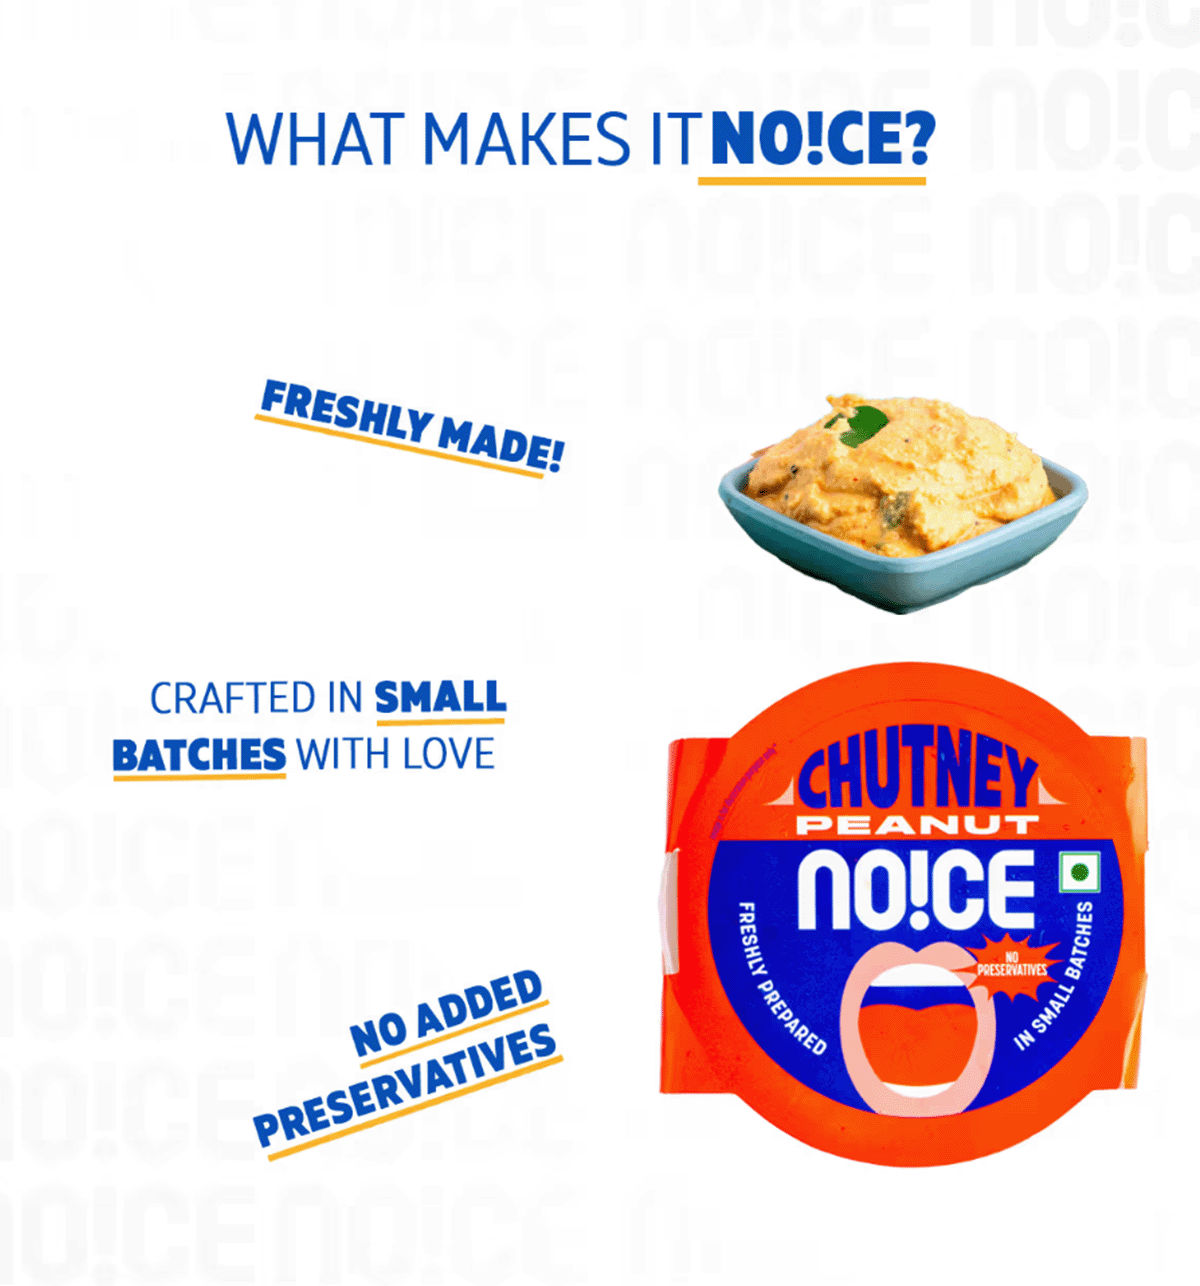 WHAT MAKES IT NO!CE?
FRESHLY MADE!
CRAFTED IN SMALL
BATCHES WITH LOVE
NO ADDED
PRESERVATIVES
CHUTNEY
PEANUT
NO!CE
NO
PRESERVATIVES
FRESHLY PREPARED
IN SMALL BATCHES